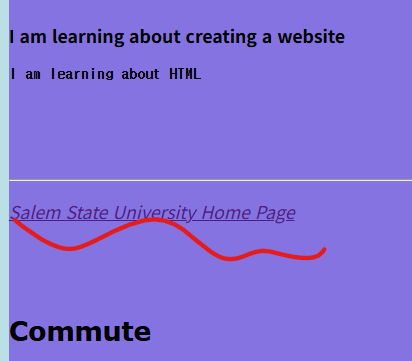 I am learning about creating a website
I am learning about HTML
Salem State University Home Page
Commute